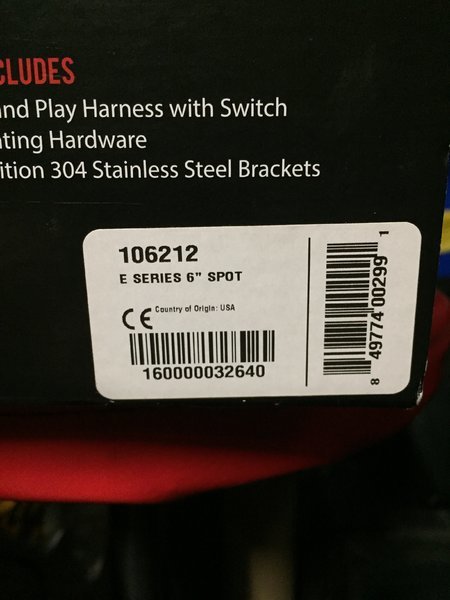 CLUDES
and Play Harness with Switch
ting Hardware
ition 304 Stainless Steel Brackets
106212
E SERIES 6" SPOT
CE Country of Origin: USA
160000032640
8 49774 00299 1